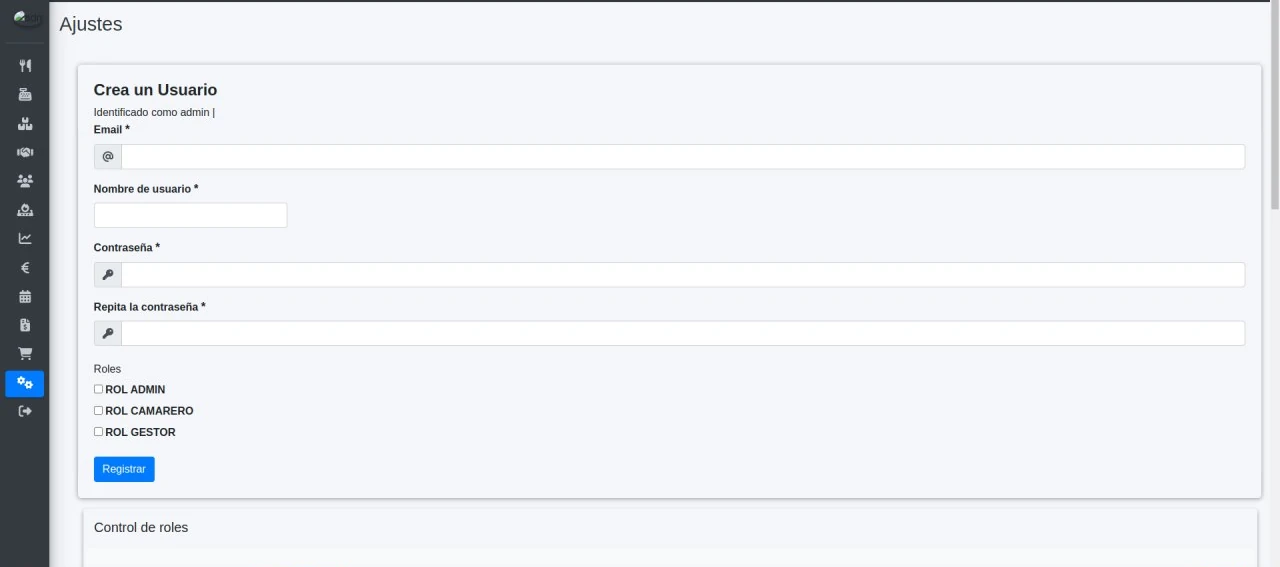 Ajustes
Crea un Usuario
Identificado como admin |
Email *
@
Nombre de usuario *
Contraseña *
Repita la contraseña *
Roles
ROL ADMIN
ROL CAMARERO
ROL GESTOR
Registrar
Control de roles